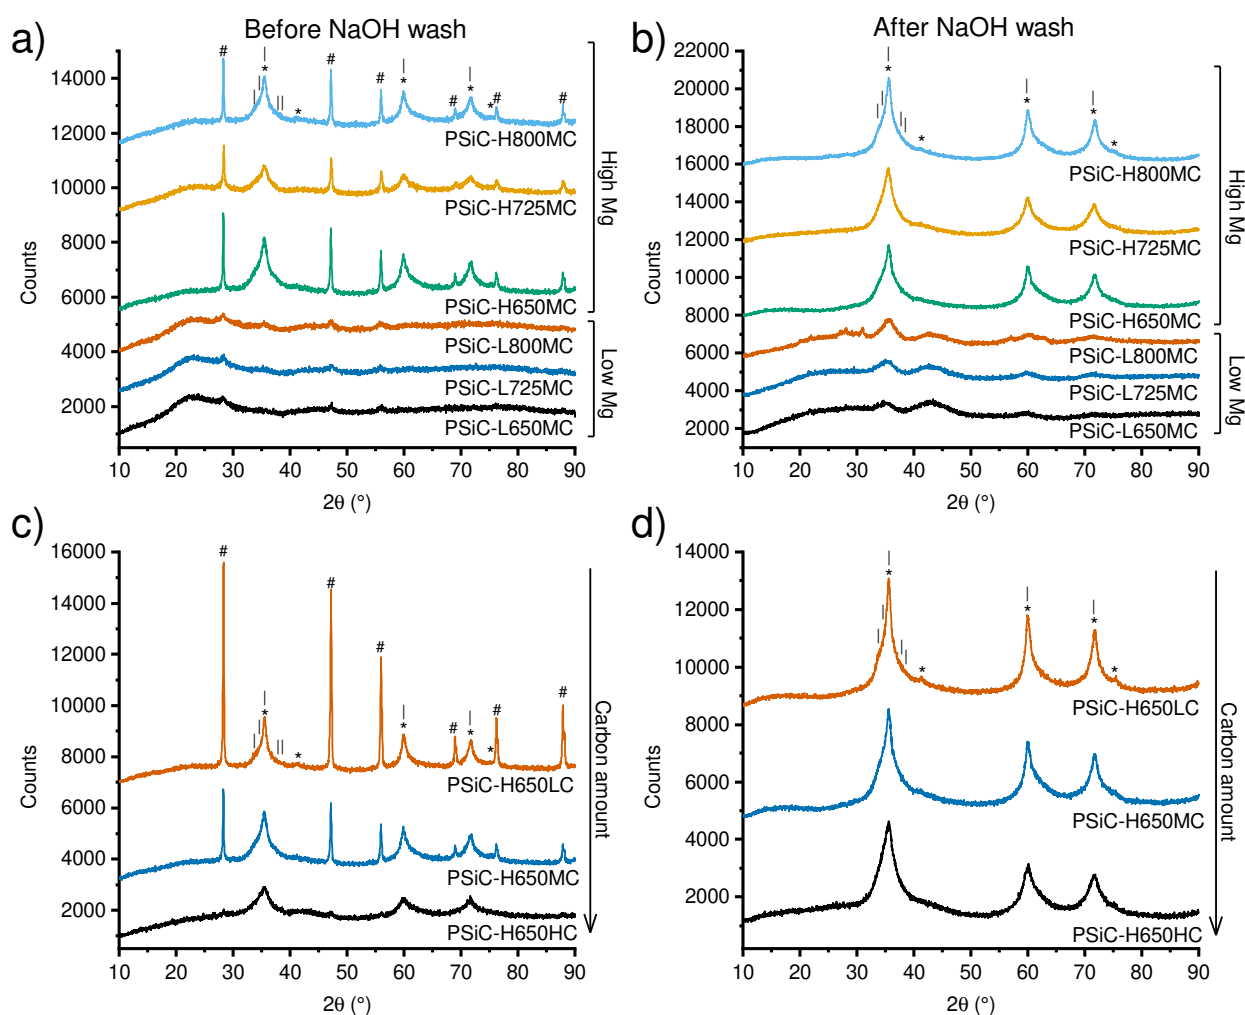 a)
Before NaOH wash
# | | * || * # # | * # | * * # #
14000
12000
10000
8000
6000
4000
2000
Counts
PSiC-H800MC
PSiC-H725MC
PSiC-H650MC
PSiC-L800MC
PSiC-L725MC
PSiC-L650MC
High Mg
Low Mg
10 20 30 40 50 60 70 80 90
2θ (°)
b)
After NaOH wash
| | | * || * | * | * *
22000
20000
18000
16000
14000
12000
10000
8000
6000
4000
2000
Counts
PSiC-H800MC
PSiC-H725MC
PSiC-H650MC
PSiC-L800MC
PSiC-L725MC
PSiC-L650MC
High Mg
Low Mg
10 20 30 40 50 60 70 80 90
2θ (°)
c)
# | | | * || * # # | * # | * * # #
16000
14000
12000
10000
8000
6000
4000
2000
Counts
PSiC-H650LC
PSiC-H650MC
PSiC-H650HC
Carbon amount
10 20 30 40 50 60 70 80 90
2θ (°)
d)
| | | * || * | * | * *
14000
12000
10000
8000
6000
4000
2000
Counts
PSiC-H650LC
PSiC-H650MC
PSiC-H650HC
Carbon amount
10 20 30 40 50 60 70 80 90
2θ (°)